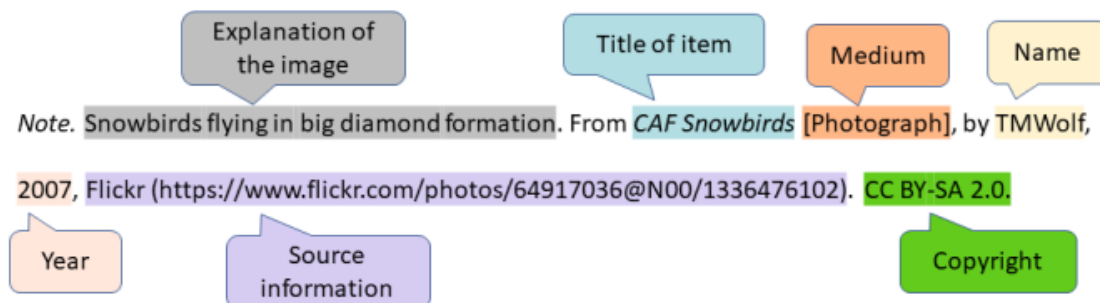 Explanation of
the image
Title of item
Medium
Name
Note. Snowbirds flying in big diamond formation. From CAF Snowbirds [Photograph], by TMWolf,
2007, Flickr (https://www.flickr.com/photos/64917036@N00/1336476102). CC BY-SA 2.0.
Year
Source
information
Copyright